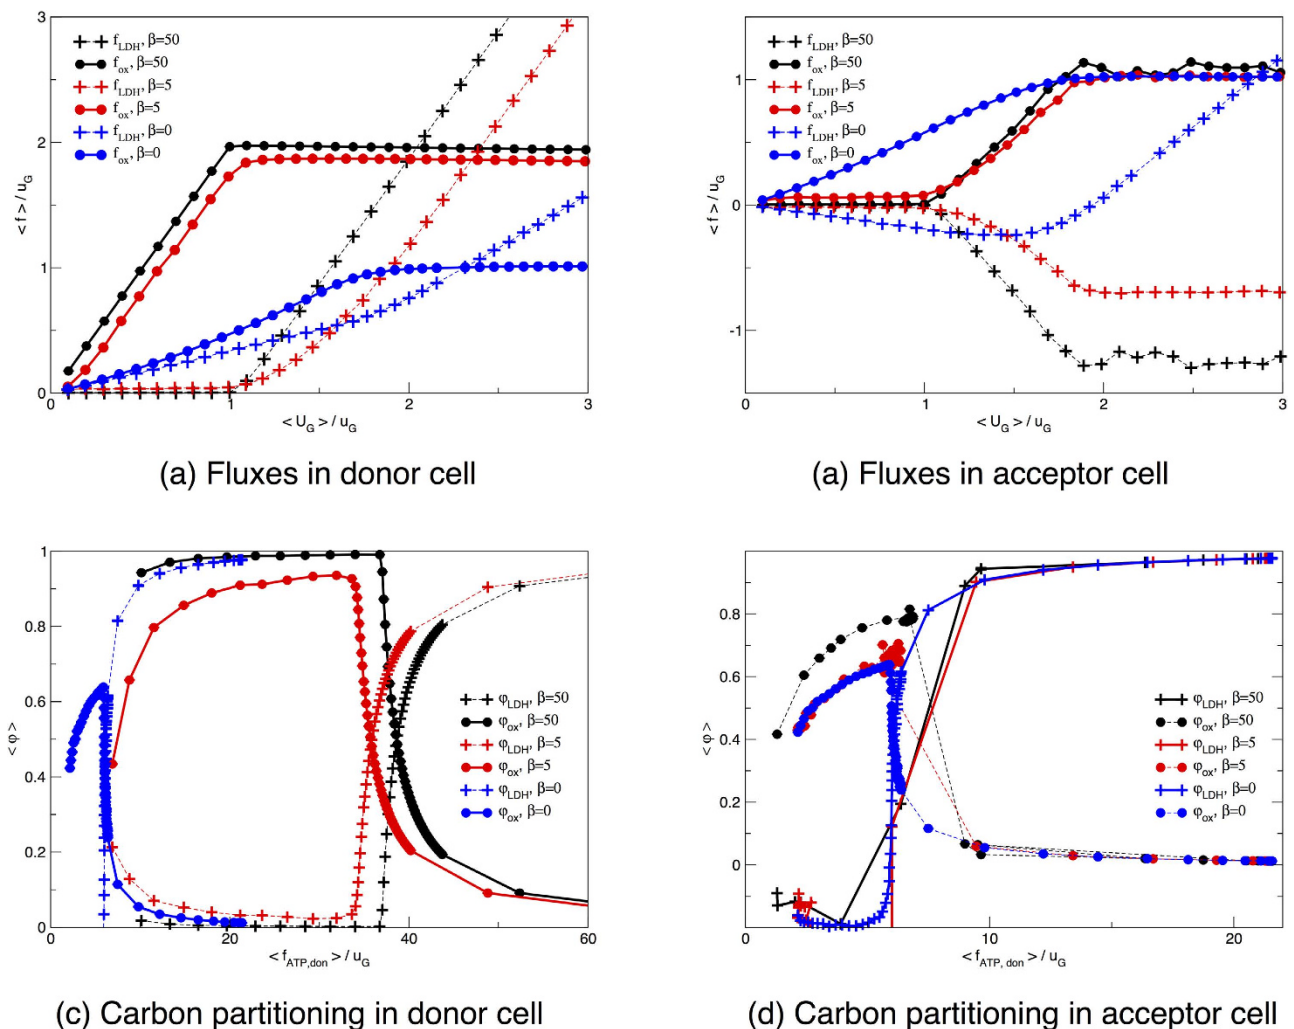 3
2
1
0
f_LDH, β=50
f_ox, β=50
f_LDH, β=5
f_ox, β=5
f_LDH, β=0
f_ox, β=0
< f > / u_G
0 1 2 3
< U_G > / u_G
(a) Fluxes in donor cell
1
0
-1
f_LDH, β=50
f_ox, β=50
f_LDH, β=5
f_ox, β=5
f_LDH, β=0
f_ox, β=0
< f > / u_G
0 1 2 3
< U_G > / u_G
(a) Fluxes in acceptor cell
1
0.8
0.6
0.4
0.2
0
< φ >
φ_LDH, β=50
φ_ox, β=50
φ_LDH, β=5
φ_ox, β=5
φ_LDH, β=0
φ_ox, β=0
0 20 40 60
< f_ATP,don > / u_G
(c) Carbon partitioning in donor cell
0.8
0.6
0.4
0.2
0
< φ >
φ_LDH, β=50
φ_ox, β=50
φ_LDH, β=5
φ_ox, β=5
φ_LDH, β=0
φ_ox, β=0
0 10 20
< f_ATP, don > / u_G
(d) Carbon partitioning in acceptor cell